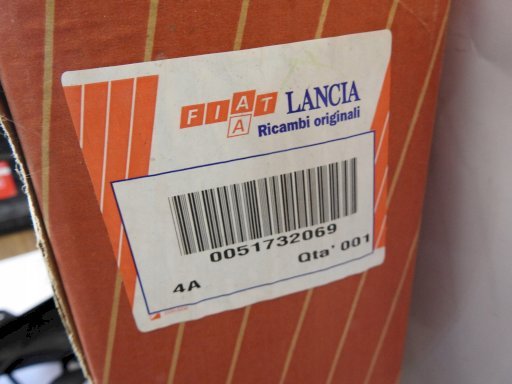 FIAT LANCIA
A
Ricambi originali
0051732069
4A
Qta' 001